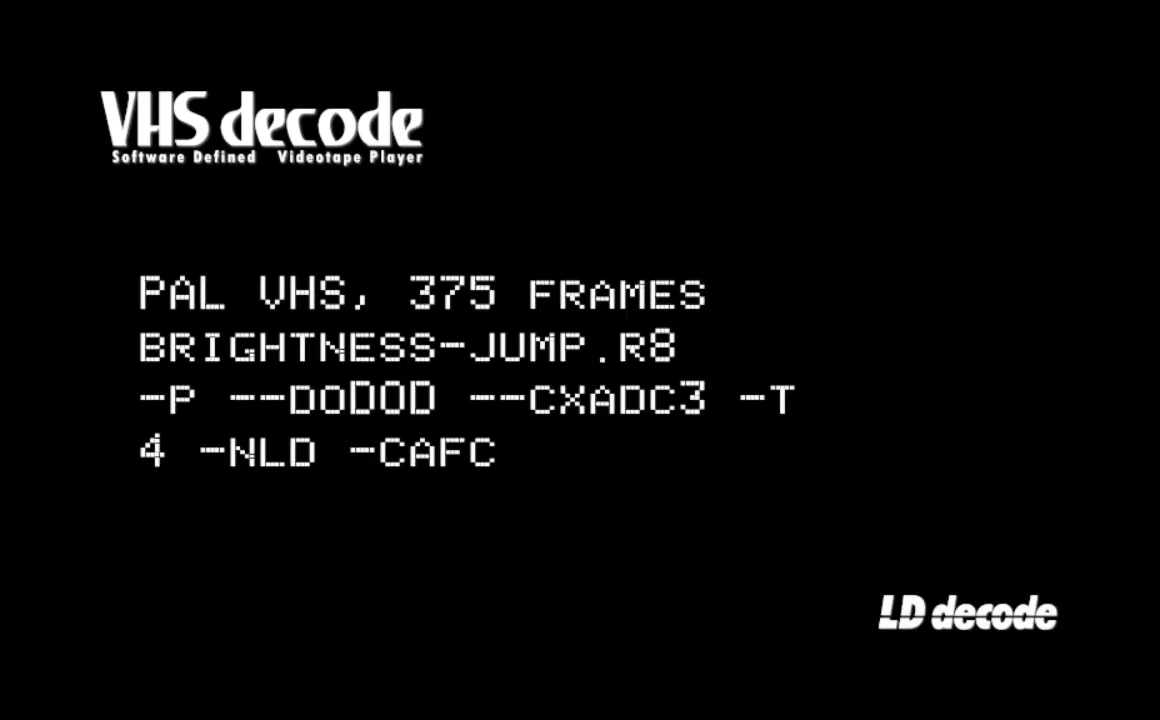 VHS decode
Software Defined Videotape Player
PAL VHS, 375 FRAMES
BRIGHTNESS-JUMP.R8
-P --DODOD --CXADC3 -T
4 -NLD -CAFC
LD decode